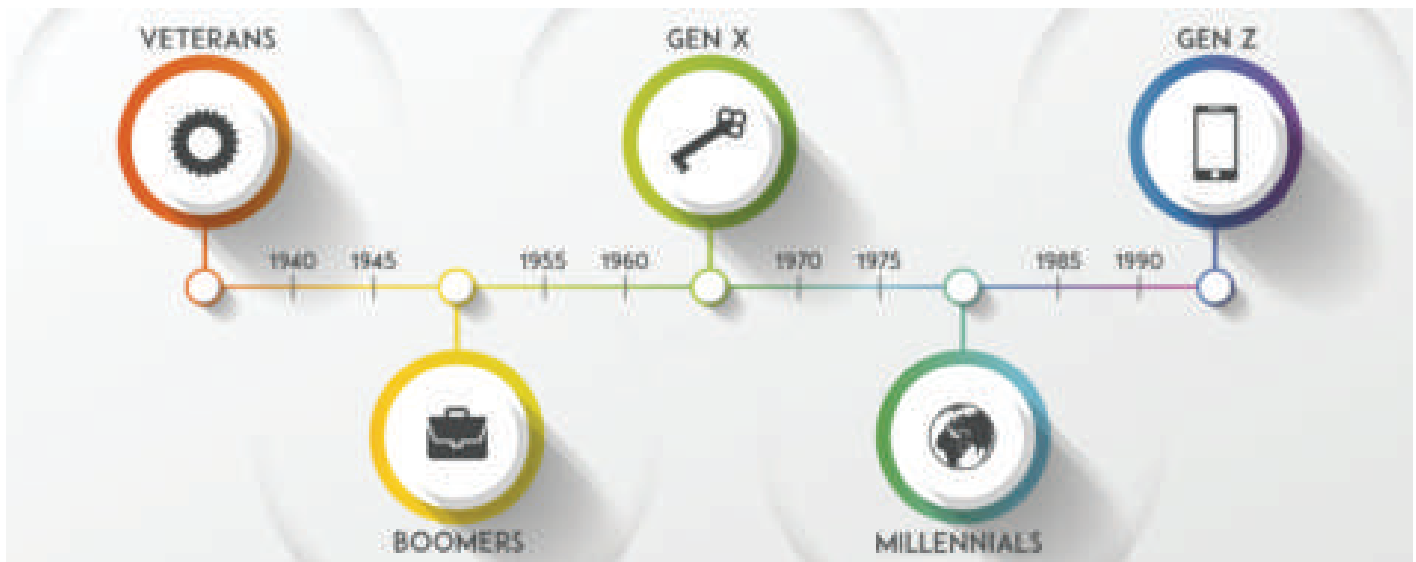 VETERANS
GEN X
GEN Z
1940 1945 1955 1960 1970 1975 1985 1990
BOOMERS
MILLENNIALS